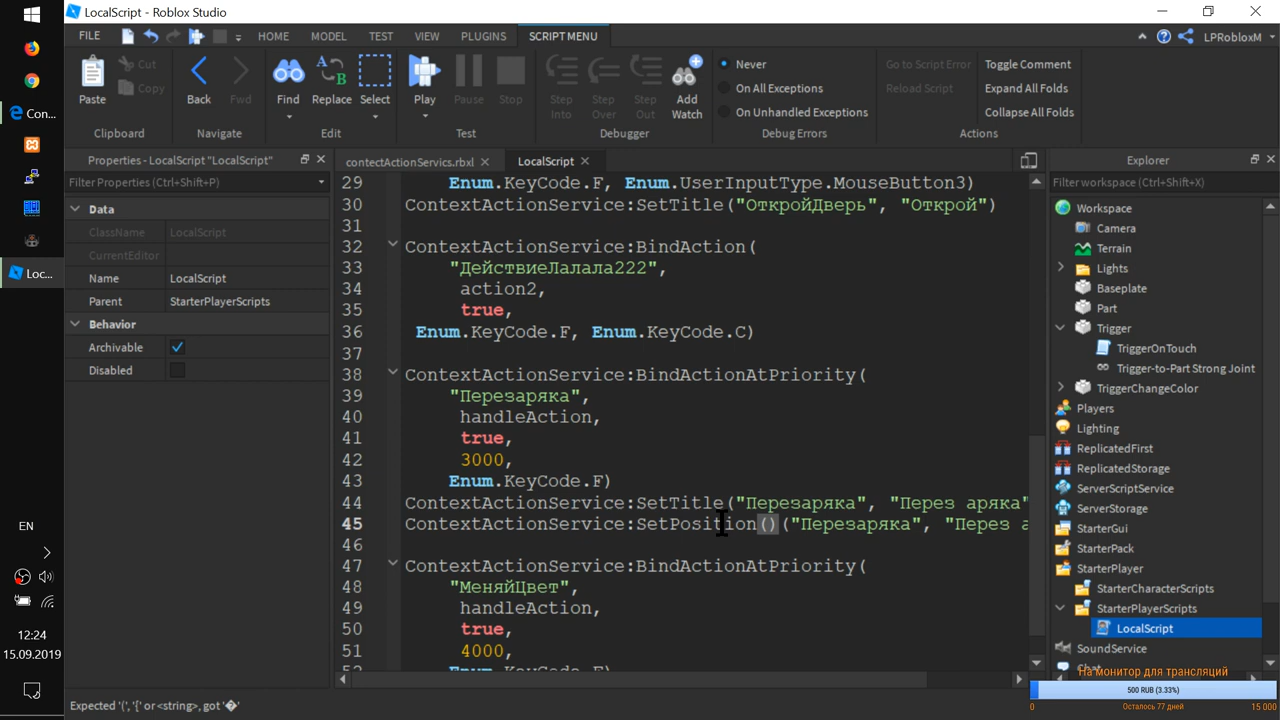 LocalScript - Roblox Studio
FILE HOME MODEL TEST VIEW PLUGINS SCRIPT MENU LPRobloxM
Paste
Cut
Copy
Clipboard
Back
Fwd
Navigate
Find
Replace
Select
Edit
Play
Pause
Stop
Test
Step Into
Step Over
Step Out
Add Watch
Debugger
Never
On All Exceptions
On Unhandled Exceptions
Debug Errors
Go to Script Error
Reload Script
Toggle Comment
Expand All Folds
Collapse All Folds
Actions
Con...
Loc...
EN
12:24
15.09.2019
Properties - LocalScript "LocalScript"
Filter Properties (Ctrl+Shift+P)
Data
ClassName LocalScript
CurrentEditor
Name LocalScript
Parent StarterPlayerScripts
Behavior
Archivable
Disabled
contectActionServics.rbxl
LocalScript
29 Enum.KeyCode.F, Enum.UserInputType.MouseButton3)
30 ContextActionService:SetTitle("ОткройДверь", "Открой")
31
32 ContextActionService:BindAction(
33 "ДействиеЛалала222",
34 action2,
35 true,
36 Enum.KeyCode.F, Enum.KeyCode.C)
37
38 ContextActionService:BindActionAtPriority(
39 "Перезаряка",
40 handleAction,
41 true,
42 3000,
43 Enum.KeyCode.F)
44 ContextActionService:SetTitle("Перезаряка", "Перез аряка"
45 ContextActionService:SetPosition()("Перезаряка", "Перез а
46
47 ContextActionService:BindActionAtPriority(
48 "МеняйЦвет",
49 handleAction,
50 true,
51 4000,
52 Enum.KeyCode.F)
Explorer
Filter workspace (Ctrl+Shift+X)
Workspace
Camera
Terrain
Lights
Baseplate
Part
Trigger
TriggerOnTouch
Trigger-to-Part Strong Joint
TriggerChangeColor
Players
Lighting
ReplicatedFirst
ReplicatedStorage
ServerScriptService
ServerStorage
StarterGui
StarterPack
StarterPlayer
StarterCharacterScripts
StarterPlayerScripts
LocalScript
SoundService
Chat
На монитор для трансляций
500 RUB (3.33%)
0 Осталось 77 дней 15 000
Expected '(', '{' or <string>, got '�'